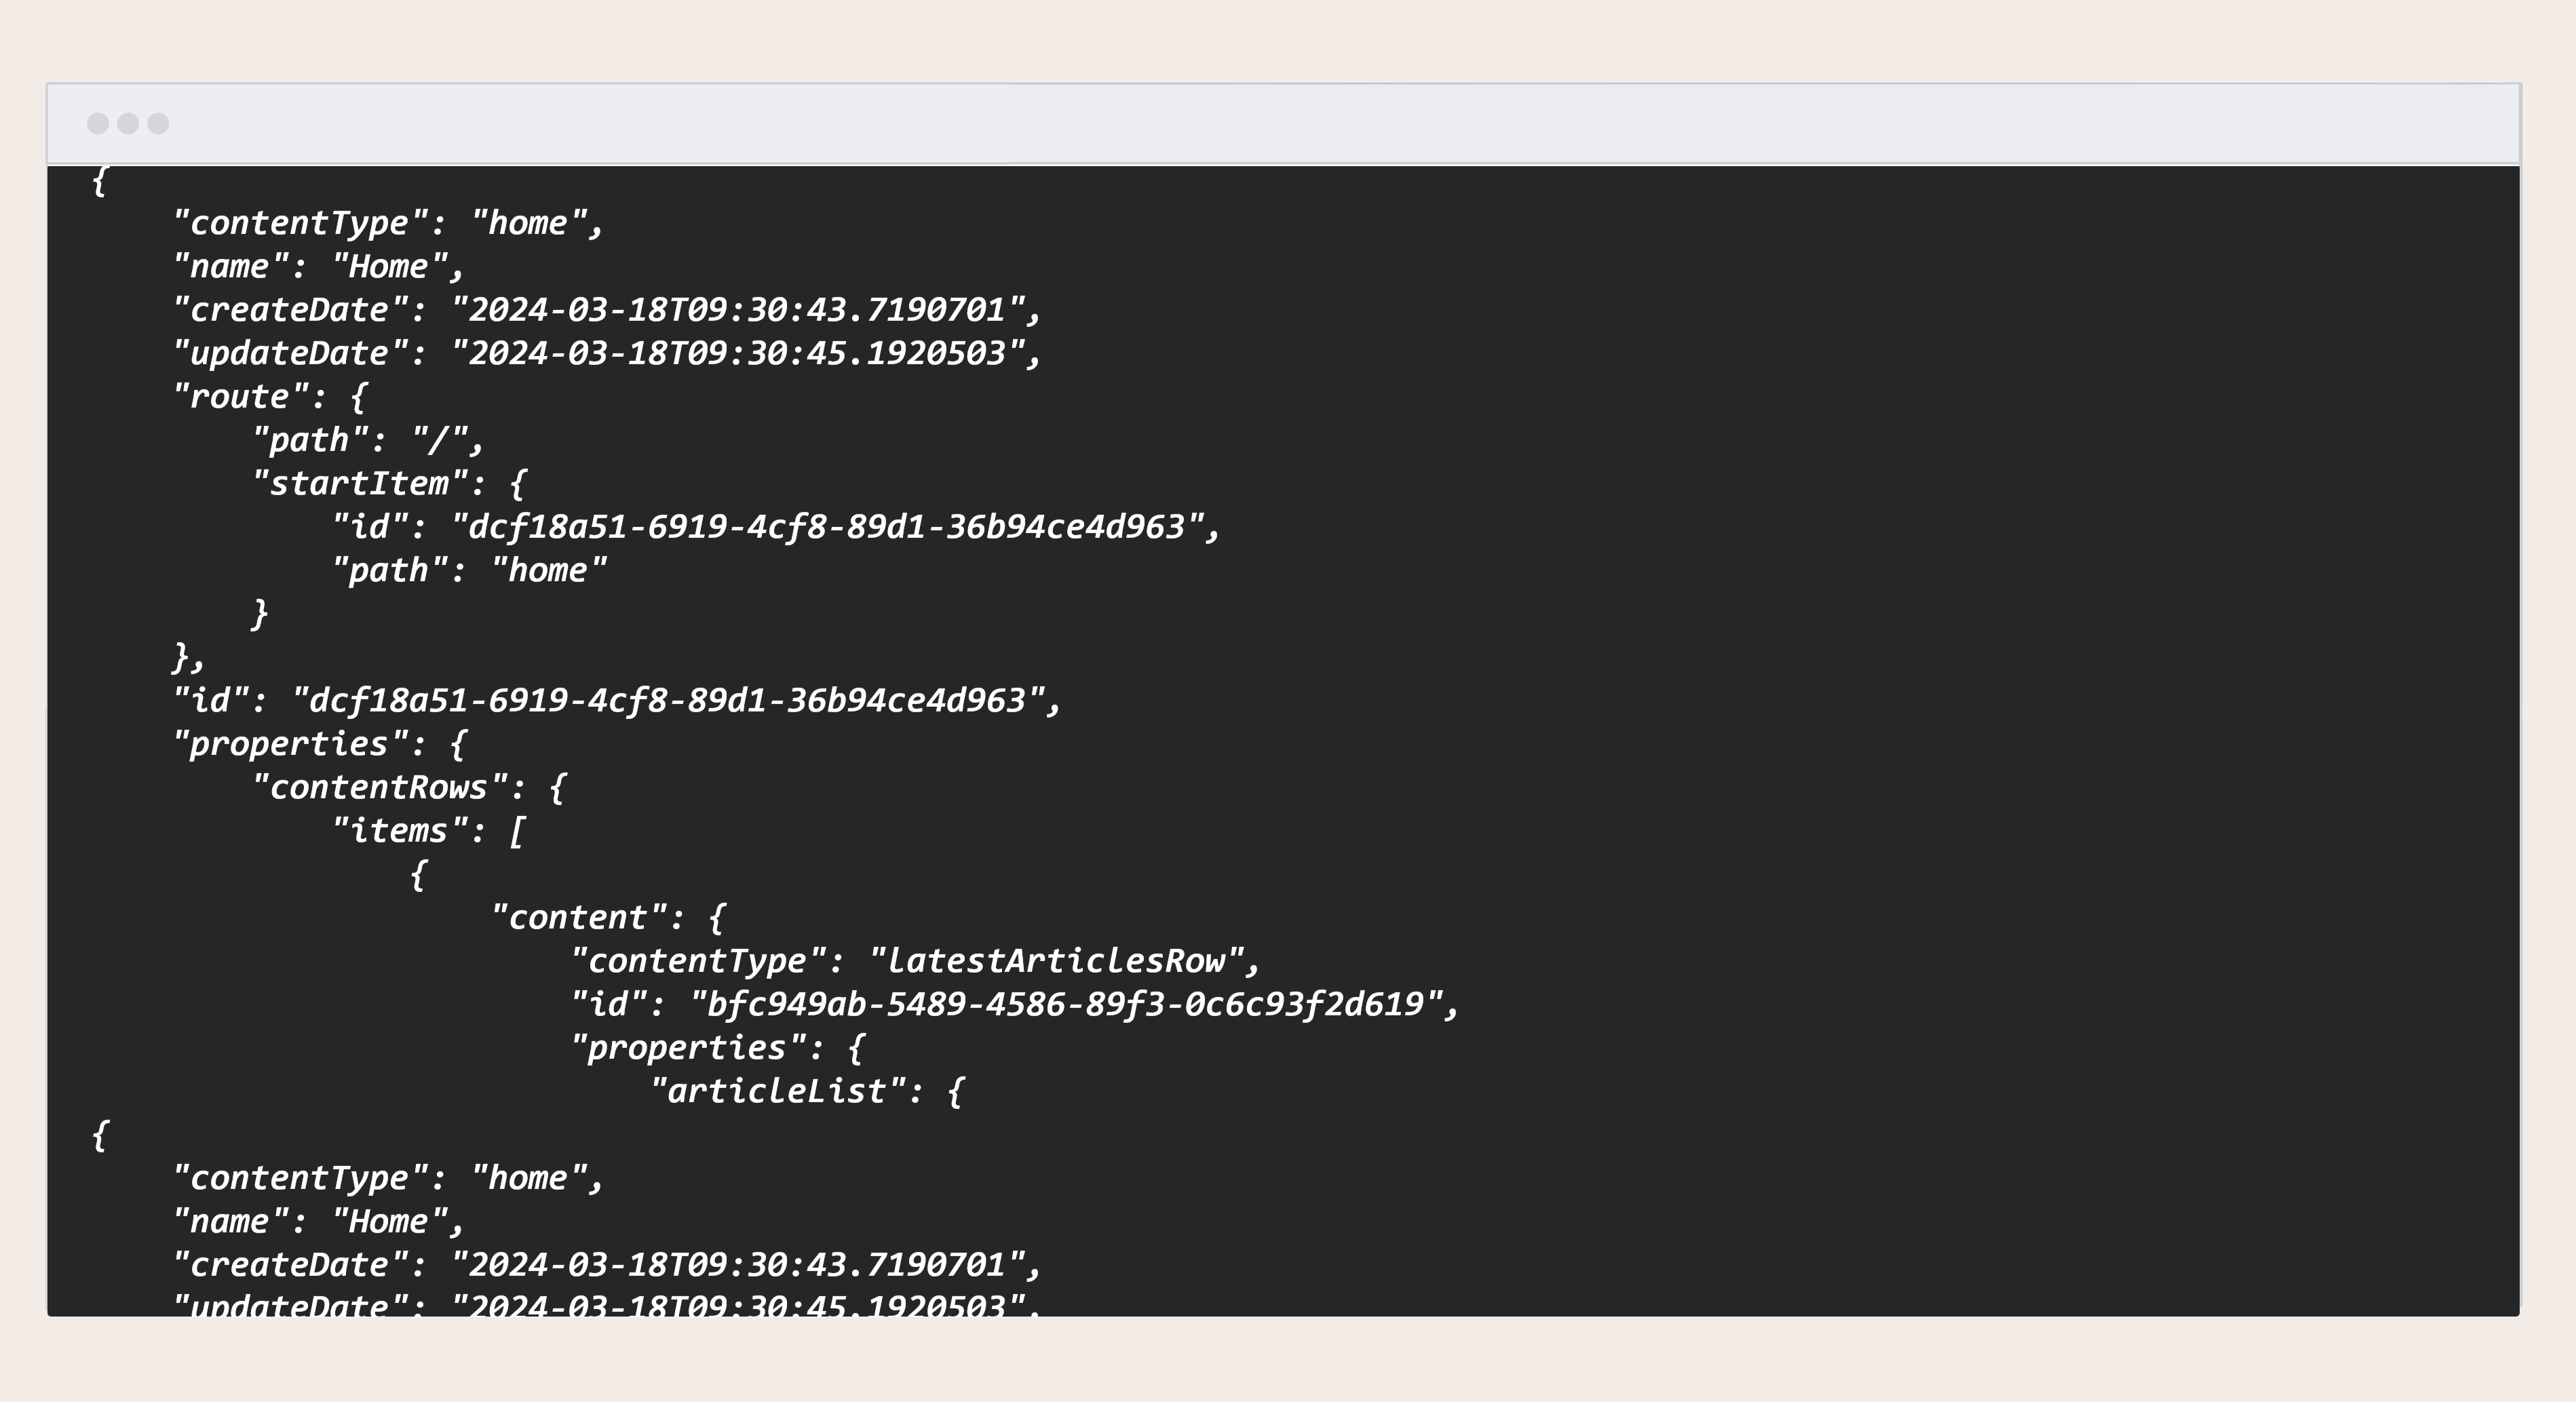 {
"contentType": "home",
"name": "Home",
"createDate": "2024-03-18T09:30:43.7190701",
"updateDate": "2024-03-18T09:30:45.1920503",
"route": {
"path": "/",
"startItem": {
"id": "dcf18a51-6919-4cf8-89d1-36b94ce4d963",
"path": "home"
}
},
"id": "dcf18a51-6919-4cf8-89d1-36b94ce4d963",
"properties": {
"contentRows": {
"items": [
{
"content": {
"contentType": "latestArticlesRow",
"id": "bfc949ab-5489-4586-89f3-0c6c93f2d619",
"properties": {
"articleList": {
{
"contentType": "home",
"name": "Home",
"createDate": "2024-03-18T09:30:43.7190701",
"updateDate": "2024-03-18T09:30:45.1920503",